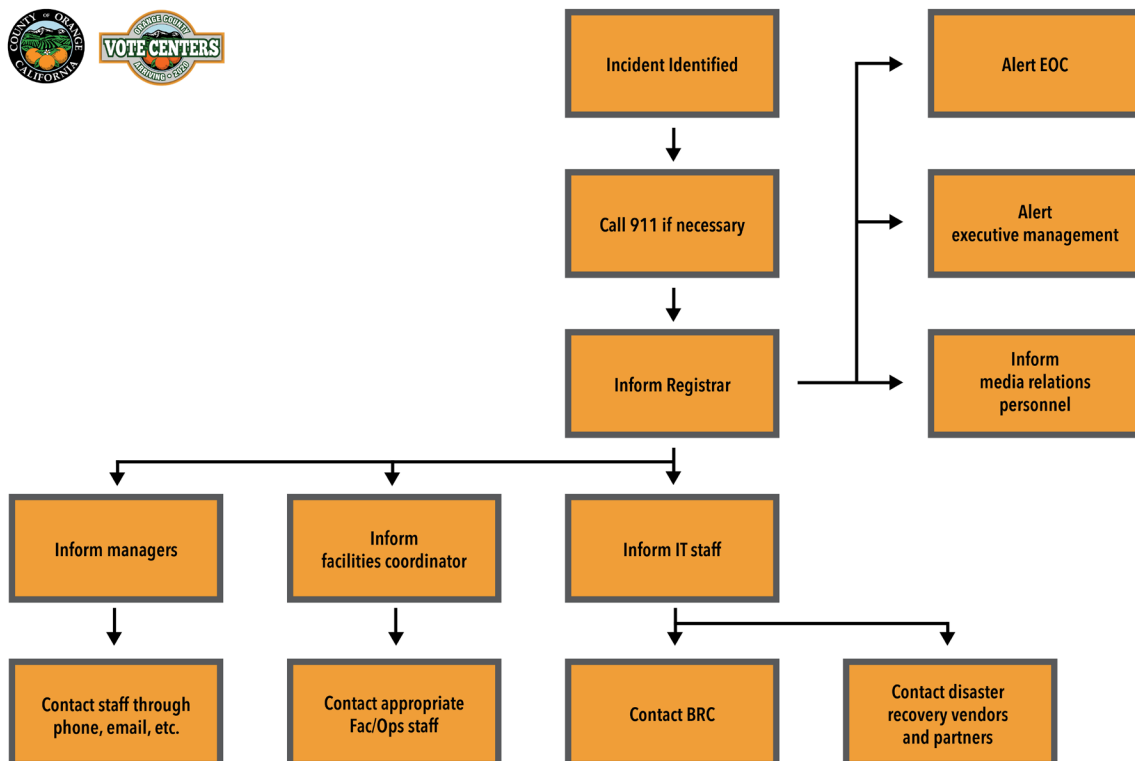 COUNTY OF ORANGE
CALIFORNIA
ORANGE COUNTY
VOTE CENTERS
ARRIVING • 2020
Incident Identified
Alert EOC
Call 911 if necessary
Alert
executive management
Inform Registrar
Inform
media relations
personnel
Inform managers
Inform
facilities coordinator
Inform IT staff
Contact staff through
phone, email, etc.
Contact appropriate
Fac/Ops staff
Contact BRC
Contact disaster
recovery vendors
and partners